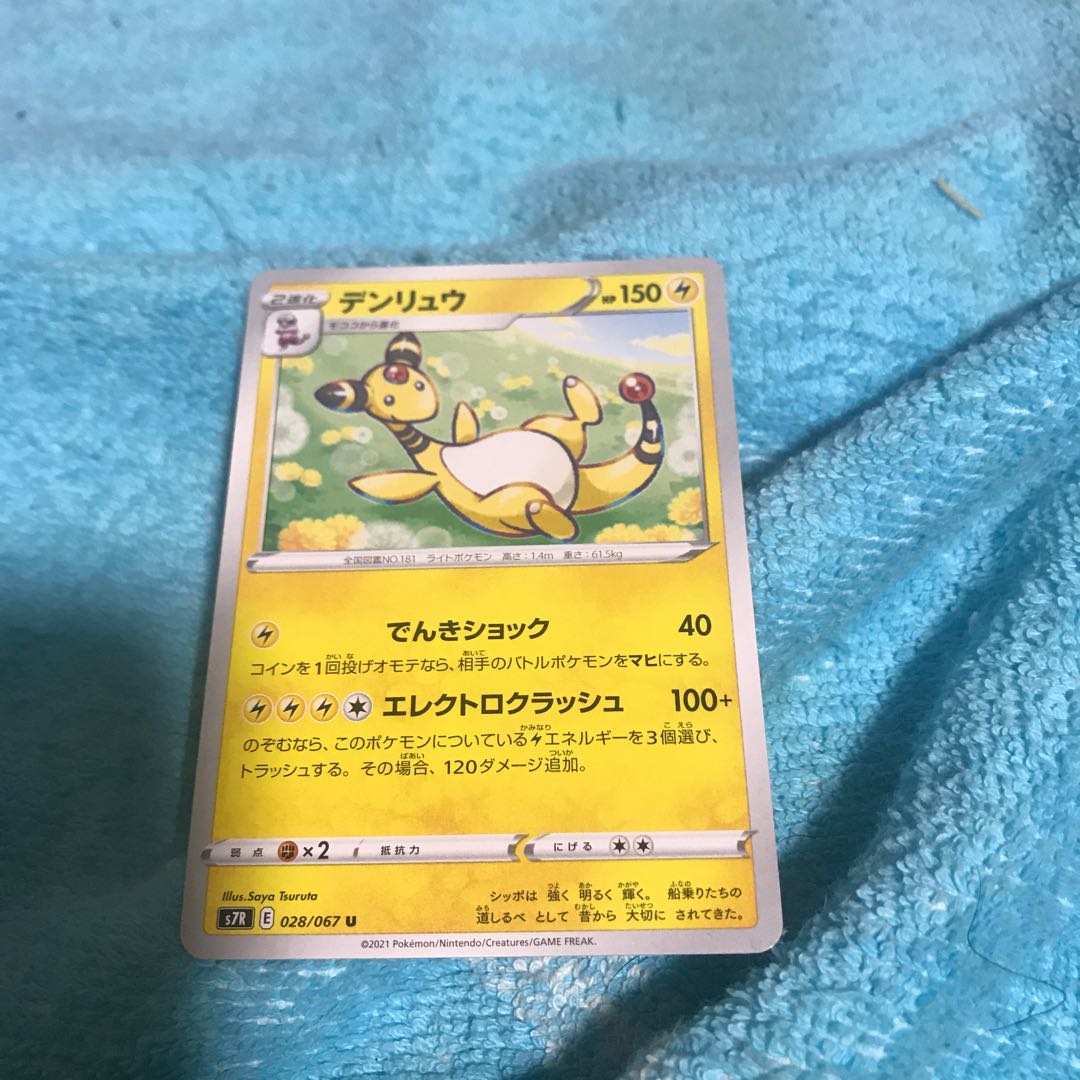 2進化 デンリュウ HP 150
モココから進化
全国図鑑NO.181 ライトポケモン 高さ:1.4m 重さ:61.5kg
でんきショック 40
コインを1回投げオモテなら、相手のバトルポケモンをマヒにする。
エレクトロクラッシュ 100+
のぞむなら、このポケモンについているエネルギーを3個選び、
トラッシュする。その場合、120ダメージ追加。
弱点 ×2 抵抗力 にげる
Illus.Saya Tsuruta
s7R E 028/067 U
シッポは 強く 明るく 輝く。 船乗りたちの
道しるべ として 昔から 大切に されてきた。
©2021 Pokémon/Nintendo/Creatures/GAME FREAK.